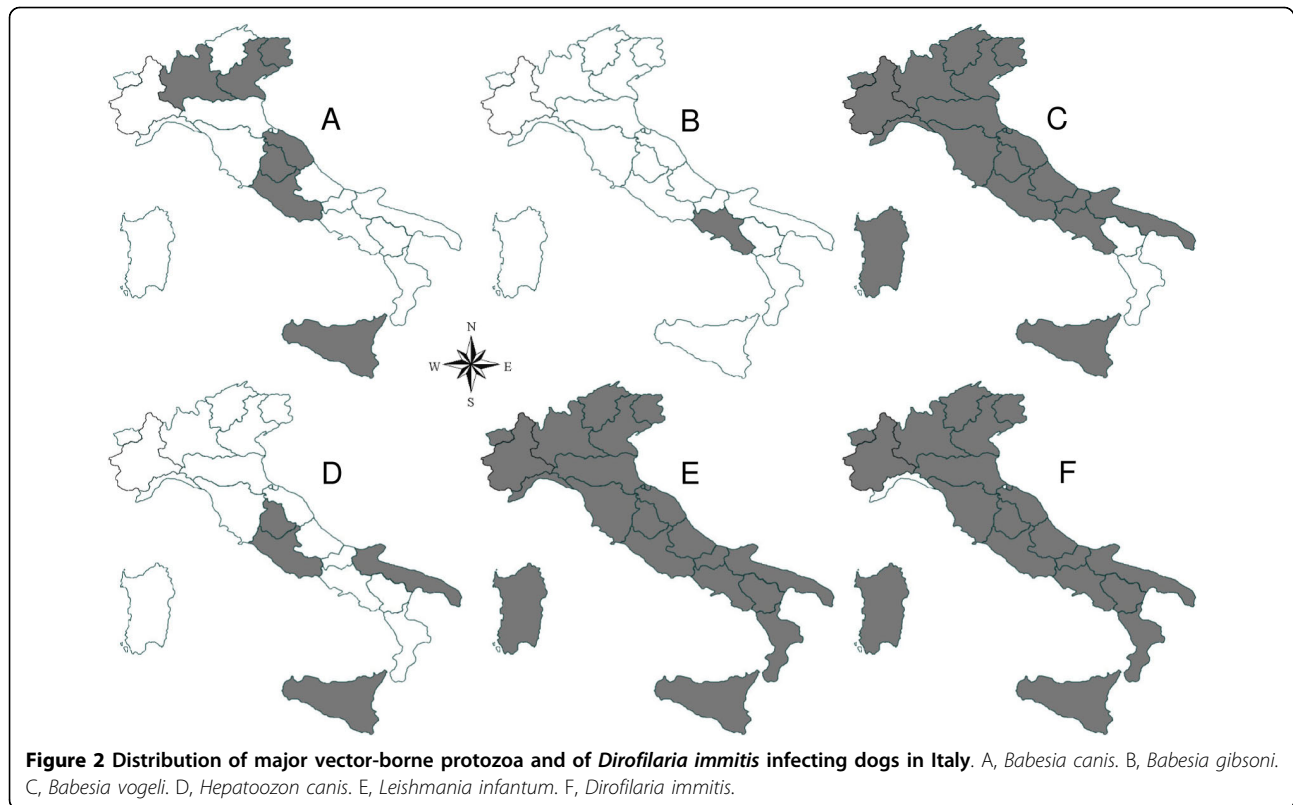 A
B
C
N
W E
S
D
E
F
Figure 2 Distribution of major vector-borne protozoa and of Dirofilaria immitis infecting dogs in Italy. A, Babesia canis. B, Babesia gibsoni.
C, Babesia vogeli. D, Hepatoozon canis. E, Leishmania infantum. F, Dirofilaria immitis.